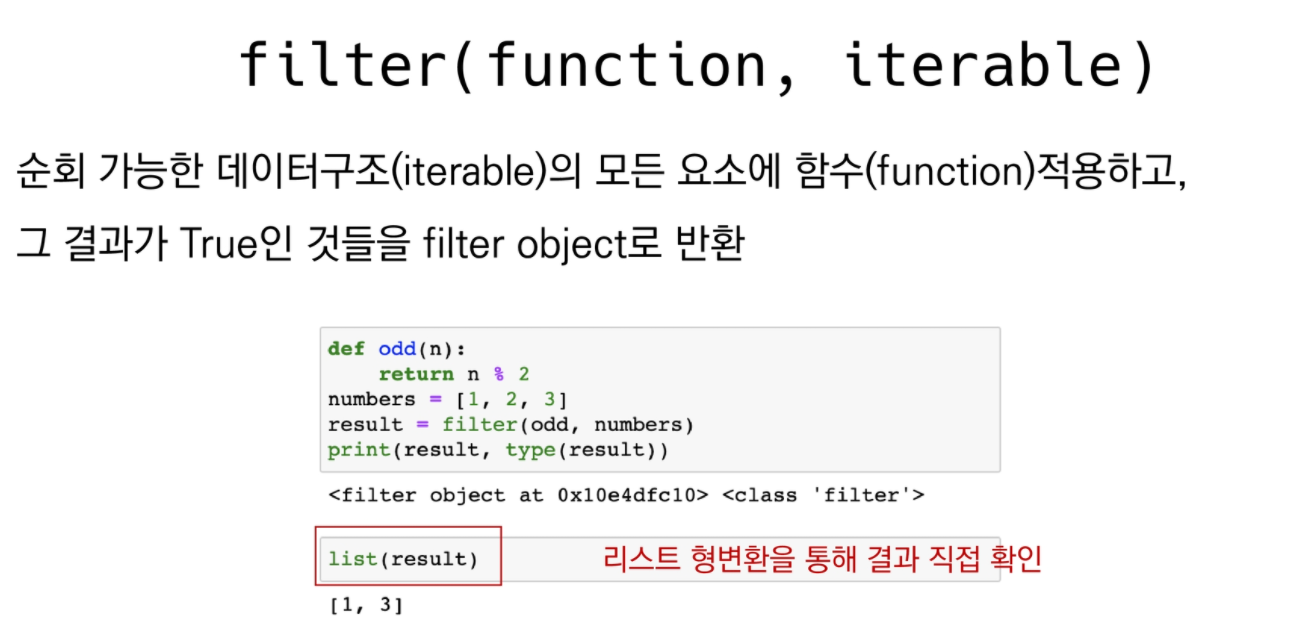 filter(function, iterable)
순회 가능한 데이터구조(iterable)의 모든 요소에 함수(function)적용하고,
그 결과가 True인 것들을 filter object로 반환
def odd(n):
    return n % 2
numbers = [1, 2, 3]
result = filter(odd, numbers)
print(result, type(result))
<filter object at 0x10e4dfc10> <class 'filter'>
list(result) 리스트 형변환을 통해 결과 직접 확인
[1, 3]